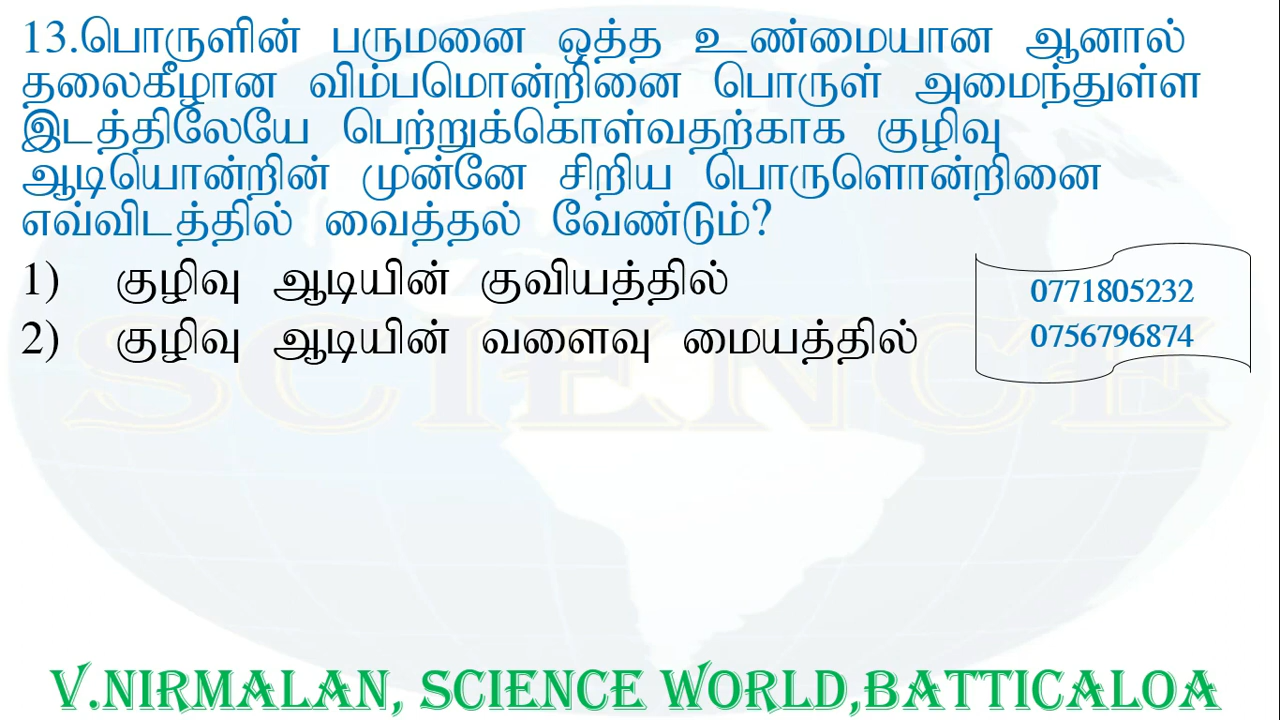 13.பொருளின் பருமனை ஒத்த உண்மையான ஆனால்
தலைகீழான விம்பமொன்றினை பொருள் அமைந்துள்ள
இடத்திலேயே பெற்றுக்கொள்வதற்காக குழிவு
ஆடியொன்றின் முன்னே சிறிய பொருளொன்றினை
எவ்விடத்தில் வைத்தல் வேண்டும்?
1) குழிவு ஆடியின் குவியத்தில்
2) குழிவு ஆடியின் வளைவு மையத்தில்
0771805232
0756796874
SCIENCE
V.NIRMALAN, SCIENCE WORLD,BATTICALOA